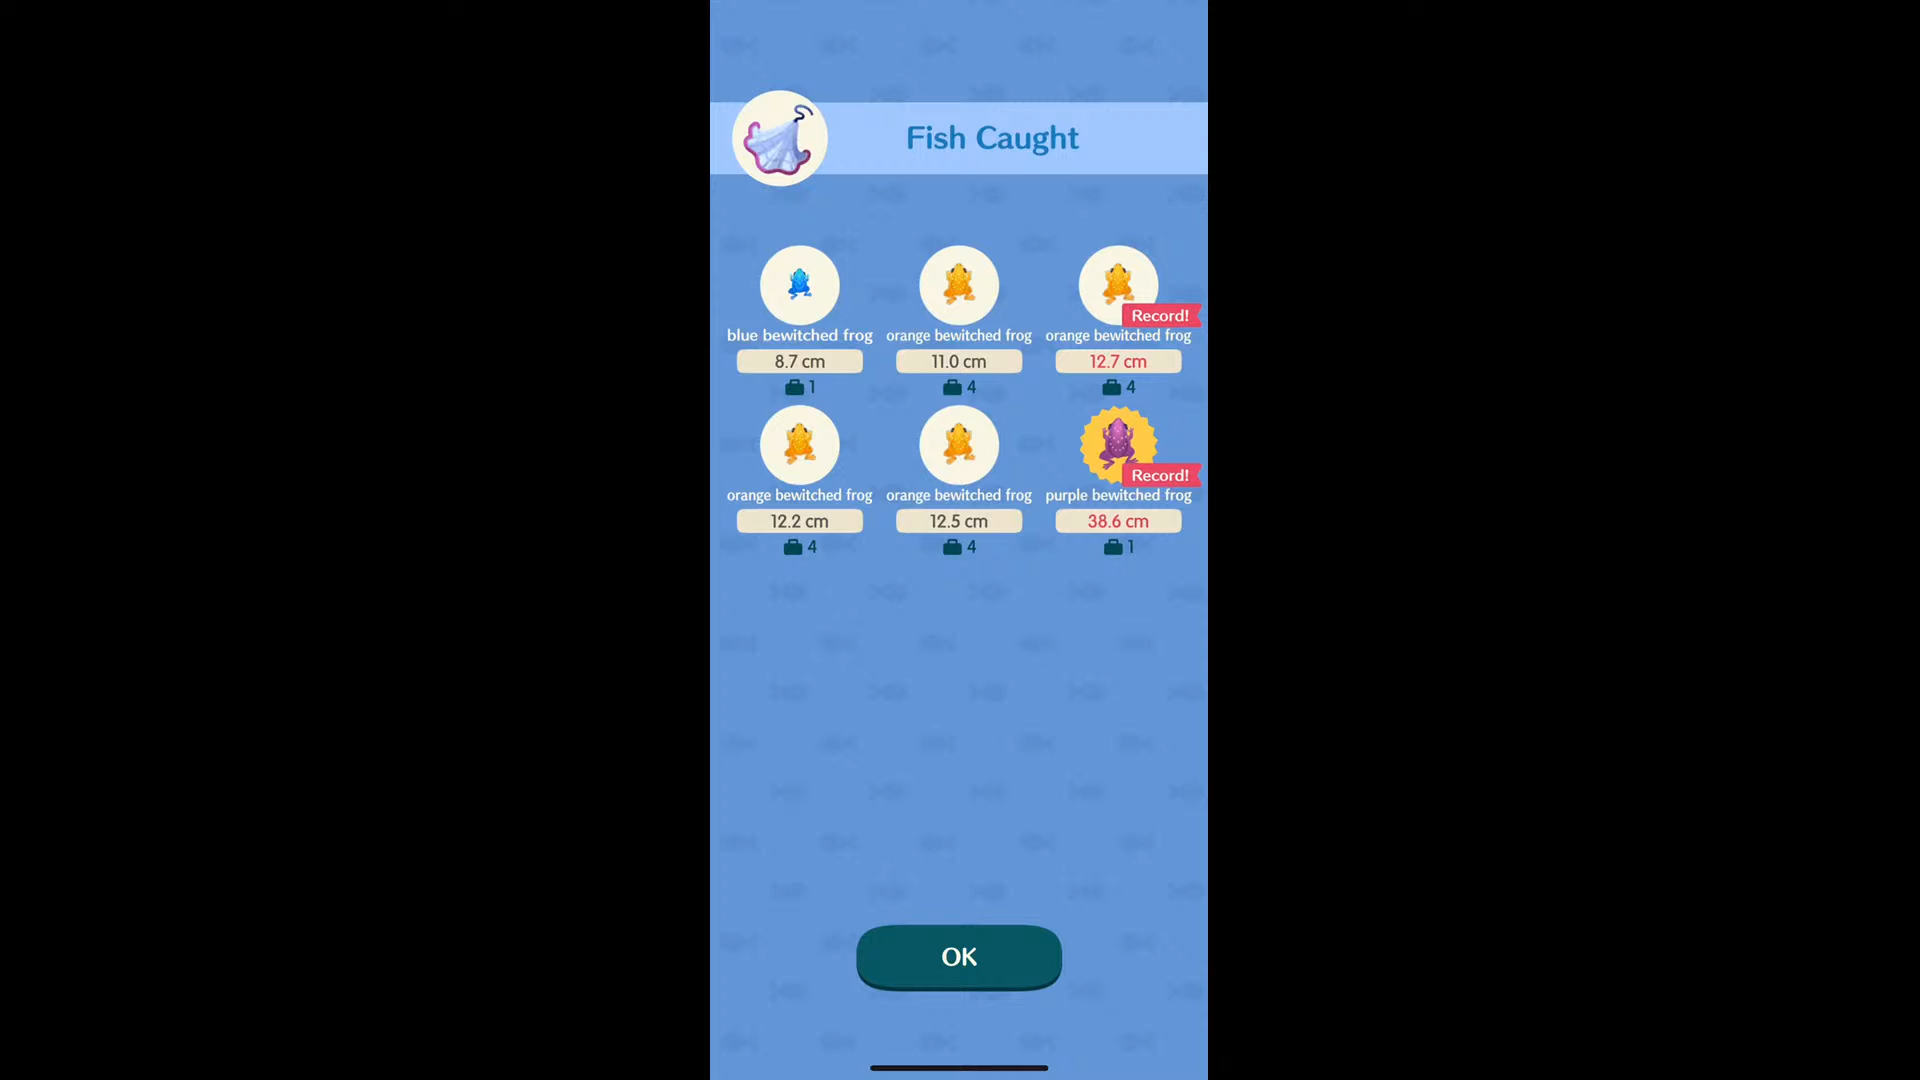 Fish Caught
Record!
blue bewitched frog orange bewitched frog orange bewitched frog
8.7 cm 11.0 cm 12.7 cm
1 4 4
Record!
orange bewitched frog orange bewitched frog purple bewitched frog
12.2 cm 12.5 cm 38.6 cm
4 4 1
OK